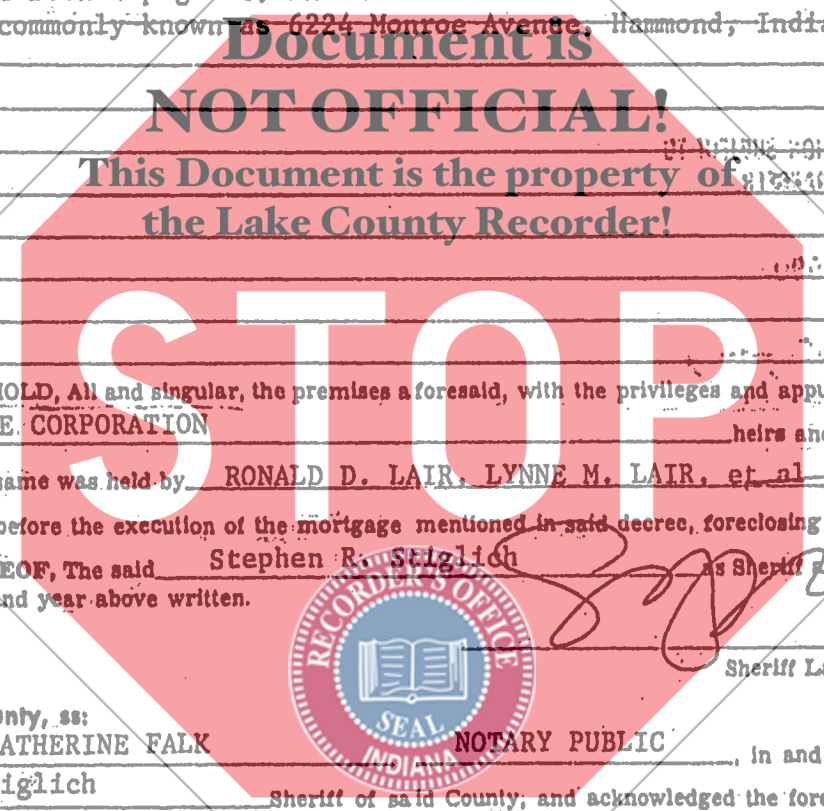 commonly known as 6224 Monroe Avenue, Hammond, India
Document is
NOT OFFICIAL!
This Document is the property of
the Lake County Recorder!
STOP
HOLD, All and singular, the premises aforesaid, with the privileges and appu
E CORPORATION heirs and
same was held by RONALD D. LAIR, LYNNE M. LAIR, et al
before the execution of the mortgage mentioned in said decree, foreclosing
EOF, The said Stephen R. Stiglich as Sheriff a
nd year above written.
RECORDER'S OFFICE
SEAL
INDIANA
Sheriff La
unty, ss:
ATHERINE FALK NOTARY PUBLIC, in and
iglich
Sheriff of said County, and acknowledged the fore